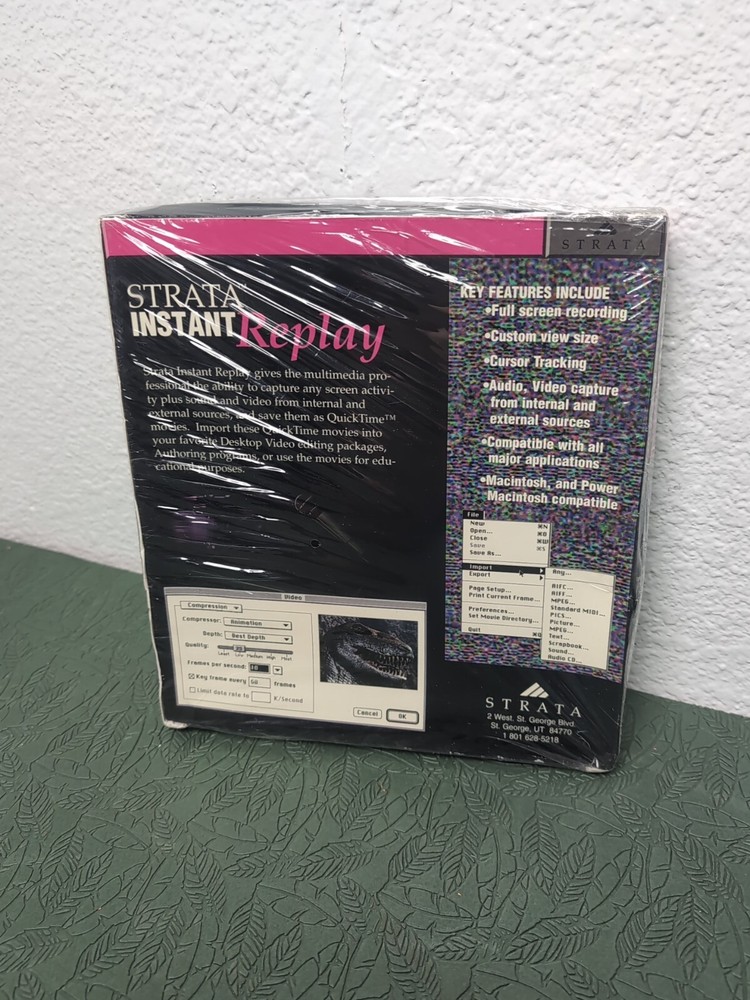 STRATA
STRATA™
INSTANT Replay
Strata Instant Replay gives the multimedia pro-
fessional the ability to capture any screen activi-
ty plus sound and video from internal and
external sources, and save them as QuickTime™
movies. Import these QuickTime movies into
your favorite Desktop Video editing packages,
Authoring programs, or use the movies for edu-
cational purposes.
KEY FEATURES INCLUDE
•Full screen recording
•Custom view size
•Cursor Tracking
•Audio, Video capture
from internal and
external sources
•Compatible with all
major applications
•Macintosh, and Power
Macintosh compatible
File
New ⌘N
Open... ⌘O
Close ⌘W
Save ⌘S
Save As...
Import
Export
Page Setup...
Print Current Frame...
Preferences...
Set Movie Directory...
Quit ⌘Q
Any...
AIFC...
AIFF...
MPEG...
Standard MIDI...
PICS...
Picture...
MPEG...
Text...
Scrapbook...
Sound...
Audio CD...
Video
Compression
Compressor: Animation
Depth: Best Depth
Quality:
Least Low Medium High Most
Frames per second: 10
Key frame every 50 frames
Limit data rate to K/Second
Cancel OK
STRATA
2 West. St. George Blvd.
St. George, UT 84770
1 801 628-5218